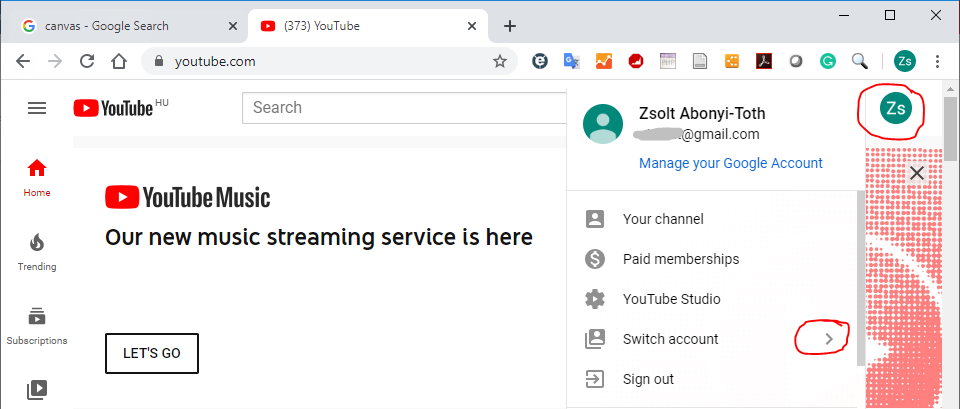 canvas - Google Search
(373) YouTube
youtube.com
Zs
YouTube HU
Search
Zsolt Abonyi-Toth
@gmail.com
Manage your Google Account
Zs
Home
Trending
Subscriptions
YouTube Music
Our new music streaming service is here
LET'S GO
Your channel
Paid memberships
YouTube Studio
Switch account
Sign out